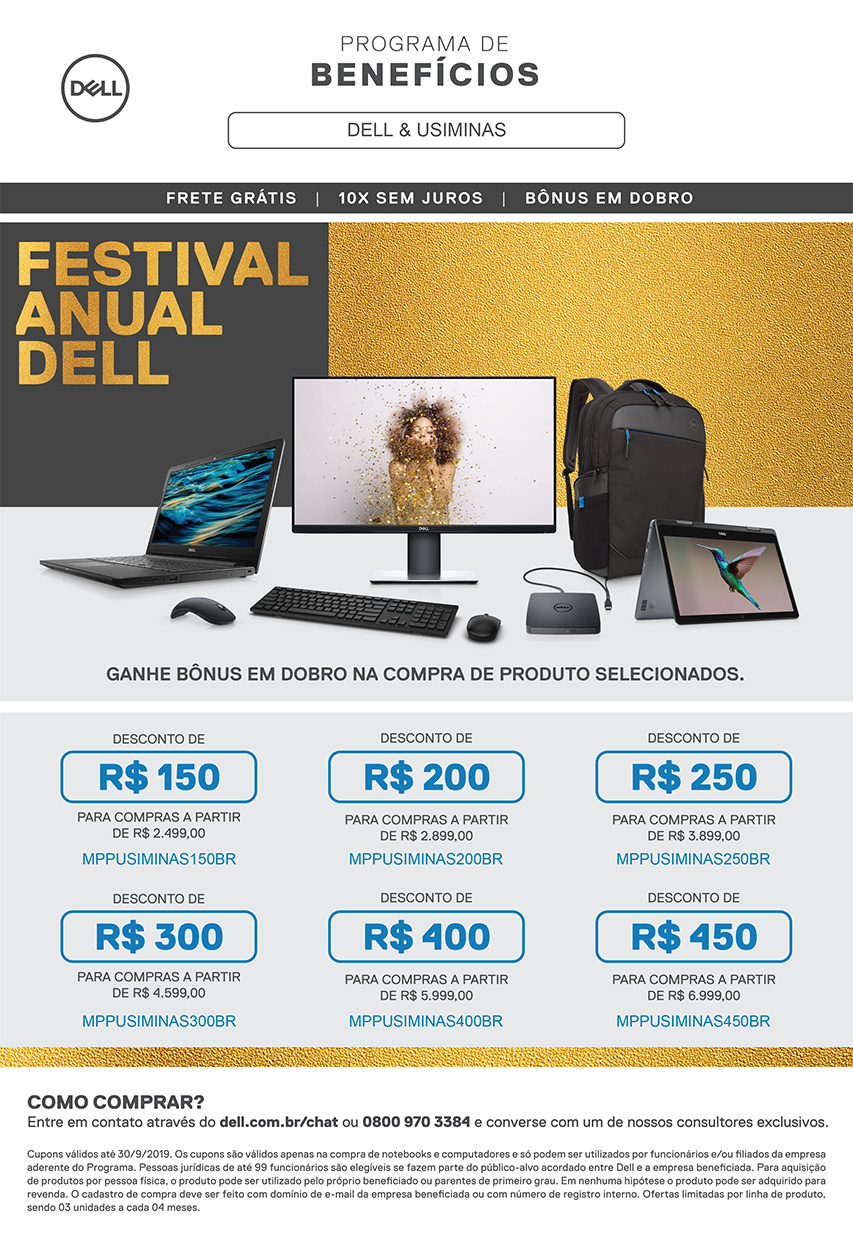 DELL
PROGRAMA DE
BENEFÍCIOS
DELL & USIMINAS
FRETE GRÁTIS | 10X SEM JUROS | BÔNUS EM DOBRO
FESTIVAL
ANUAL
DELL
DELL
DELL
DELL
GANHE BÔNUS EM DOBRO NA COMPRA DE PRODUTO SELECIONADOS.
DESCONTO DE
R$ 150
PARA COMPRAS A PARTIR
DE R$ 2.499,00
MPPUSIMINAS150BR
DESCONTO DE
R$ 200
PARA COMPRAS A PARTIR
DE R$ 2.899,00
MPPUSIMINAS200BR
DESCONTO DE
R$ 250
PARA COMPRAS A PARTIR
DE R$ 3.899,00
MPPUSIMINAS250BR
DESCONTO DE
R$ 300
PARA COMPRAS A PARTIR
DE R$ 4.599,00
MPPUSIMINAS300BR
DESCONTO DE
R$ 400
PARA COMPRAS A PARTIR
DE R$ 5.999,00
MPPUSIMINAS400BR
DESCONTO DE
R$ 450
PARA COMPRAS A PARTIR
DE R$ 6.999,00
MPPUSIMINAS450BR
COMO COMPRAR?
Entre em contato através do dell.com.br/chat ou 0800 970 3384 e converse com um de nossos consultores exclusivos.
Cupons válidos até 30/9/2019. Os cupons são válidos apenas na compra de notebooks e computadores e só podem ser utilizados por funcionários e/ou filiados da empresa
aderente do Programa. Pessoas jurídicas de até 99 funcionários são elegíveis se fazem parte do público-alvo acordado entre Dell e a empresa beneficiada. Para aquisição
de produtos por pessoa física, o produto pode ser utilizado pelo próprio beneficiado ou parentes de primeiro grau. Em nenhuma hipótese o produto pode ser adquirido para
revenda. O cadastro de compra deve ser feito com domínio de e-mail da empresa beneficiada ou com número de registro interno. Ofertas limitadas por linha de produto,
sendo 03 unidades a cada 04 meses.